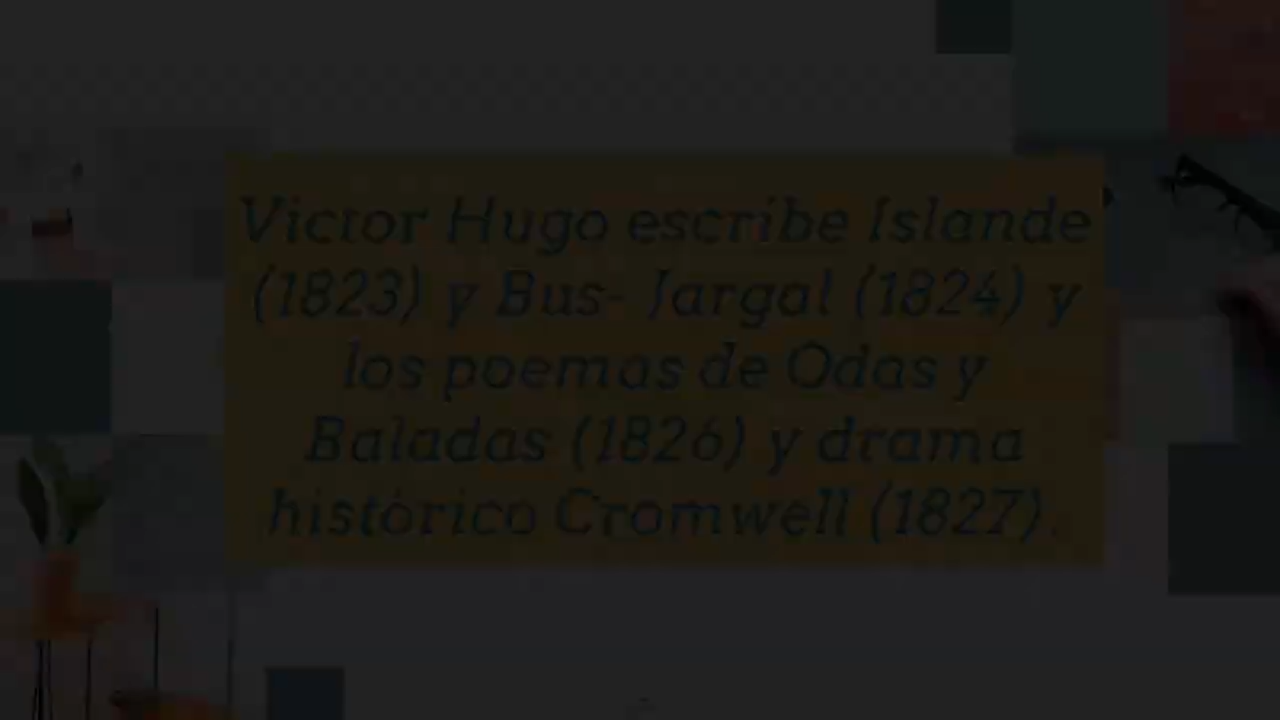 Victor Hugo escribe Islande
(1823) y Bus- Jargal (1824) y
los poemas de Odas y
Baladas (1826) y drama
histórico Cromwell (1827).